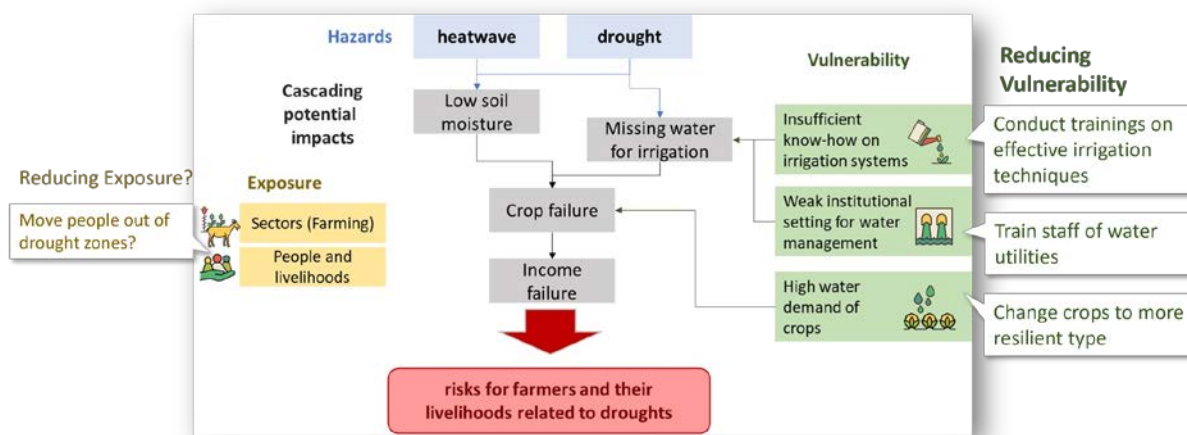 Hazards
heatwave
drought
Cascading
potential
impacts
Low soil
moisture
Missing water
for irrigation
Crop failure
Income
failure
risks for farmers and their
livelihoods related to droughts
Reducing Exposure?
Move people out of
drought zones?
Exposure
Sectors (Farming)
People and
livelihoods
Vulnerability
Insufficient
know-how on
irrigation systems
Weak institutional
setting for water
management
High water
demand of
crops
Reducing
Vulnerability
Conduct trainings on
effective irrigation
techniques
Train staff of water
utilities
Change crops to more
resilient type